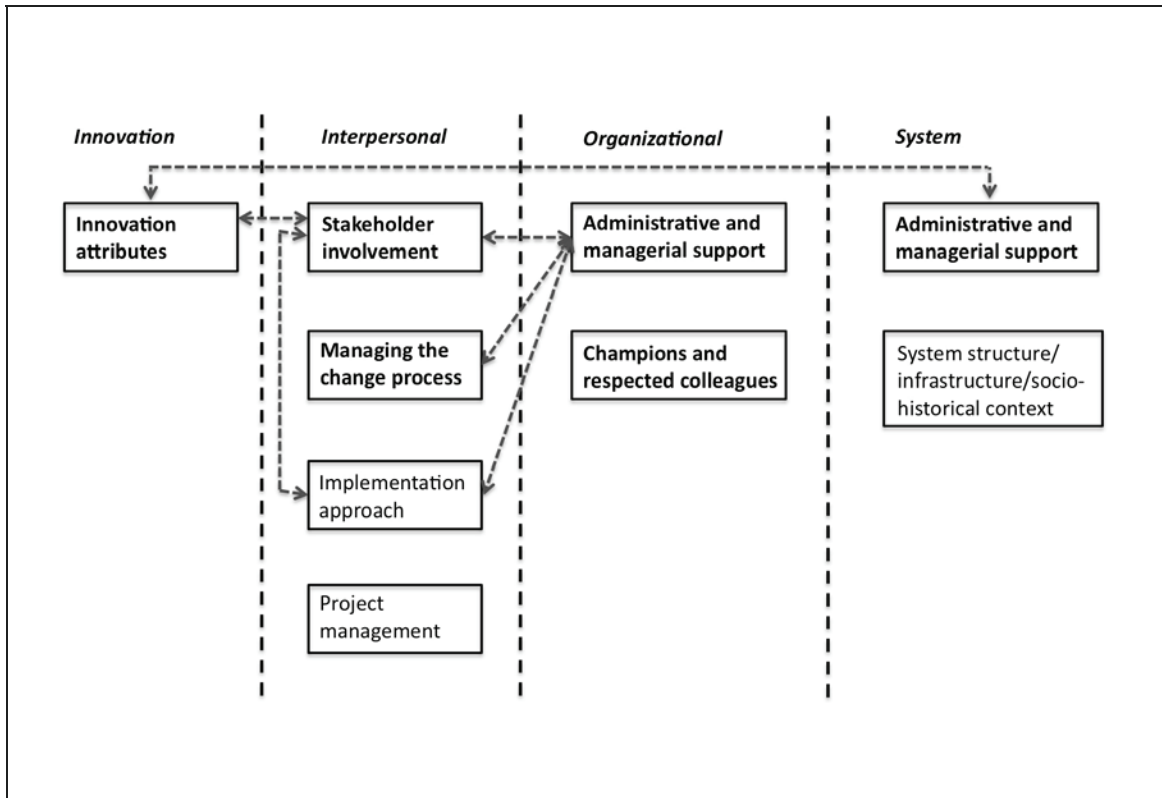 Innovation
Interpersonal
Organizational
System
Innovation
attributes
Stakeholder
involvement
Administrative and
managerial support
Administrative and
managerial support
Managing the
change process
Champions and
respected colleagues
System structure/
infrastructure/socio-
historical context
Implementation
approach
Project
management